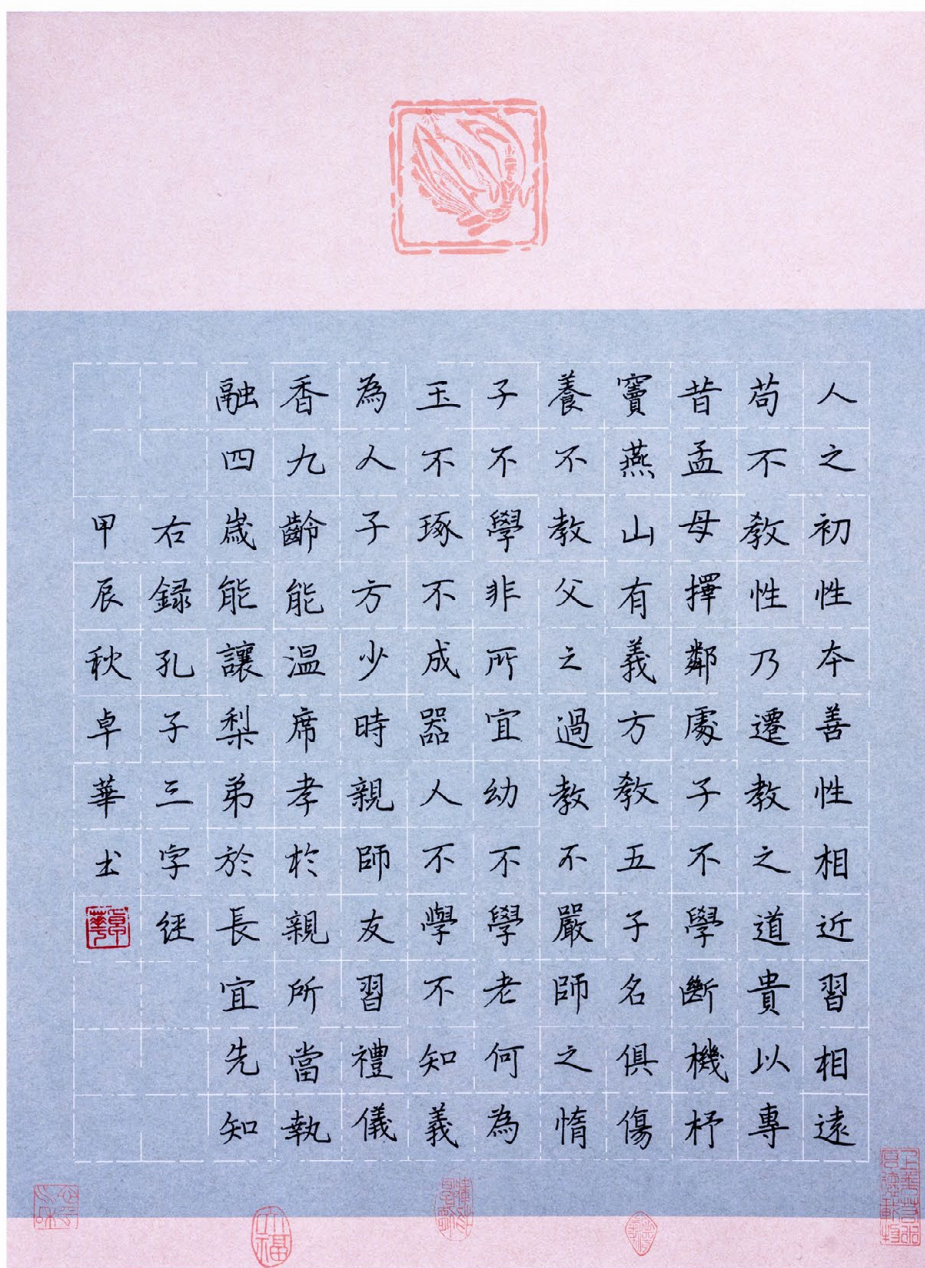 人之初性本善性相近習相遠
苟不教性乃遷教之道貴以專
昔孟母擇鄰處子不學斷機杼
竇燕山有義方教五子名俱傷
養不教父之過教不嚴師之惰
子不學非所宜幼不學老何為
玉不琢不成器人不學不知義
為人子方少時親師友習禮儀
香九齡能溫席孝於親所當執
融四歲能讓梨弟於長宜先知
右録孔子三字經
甲辰秋卓華書